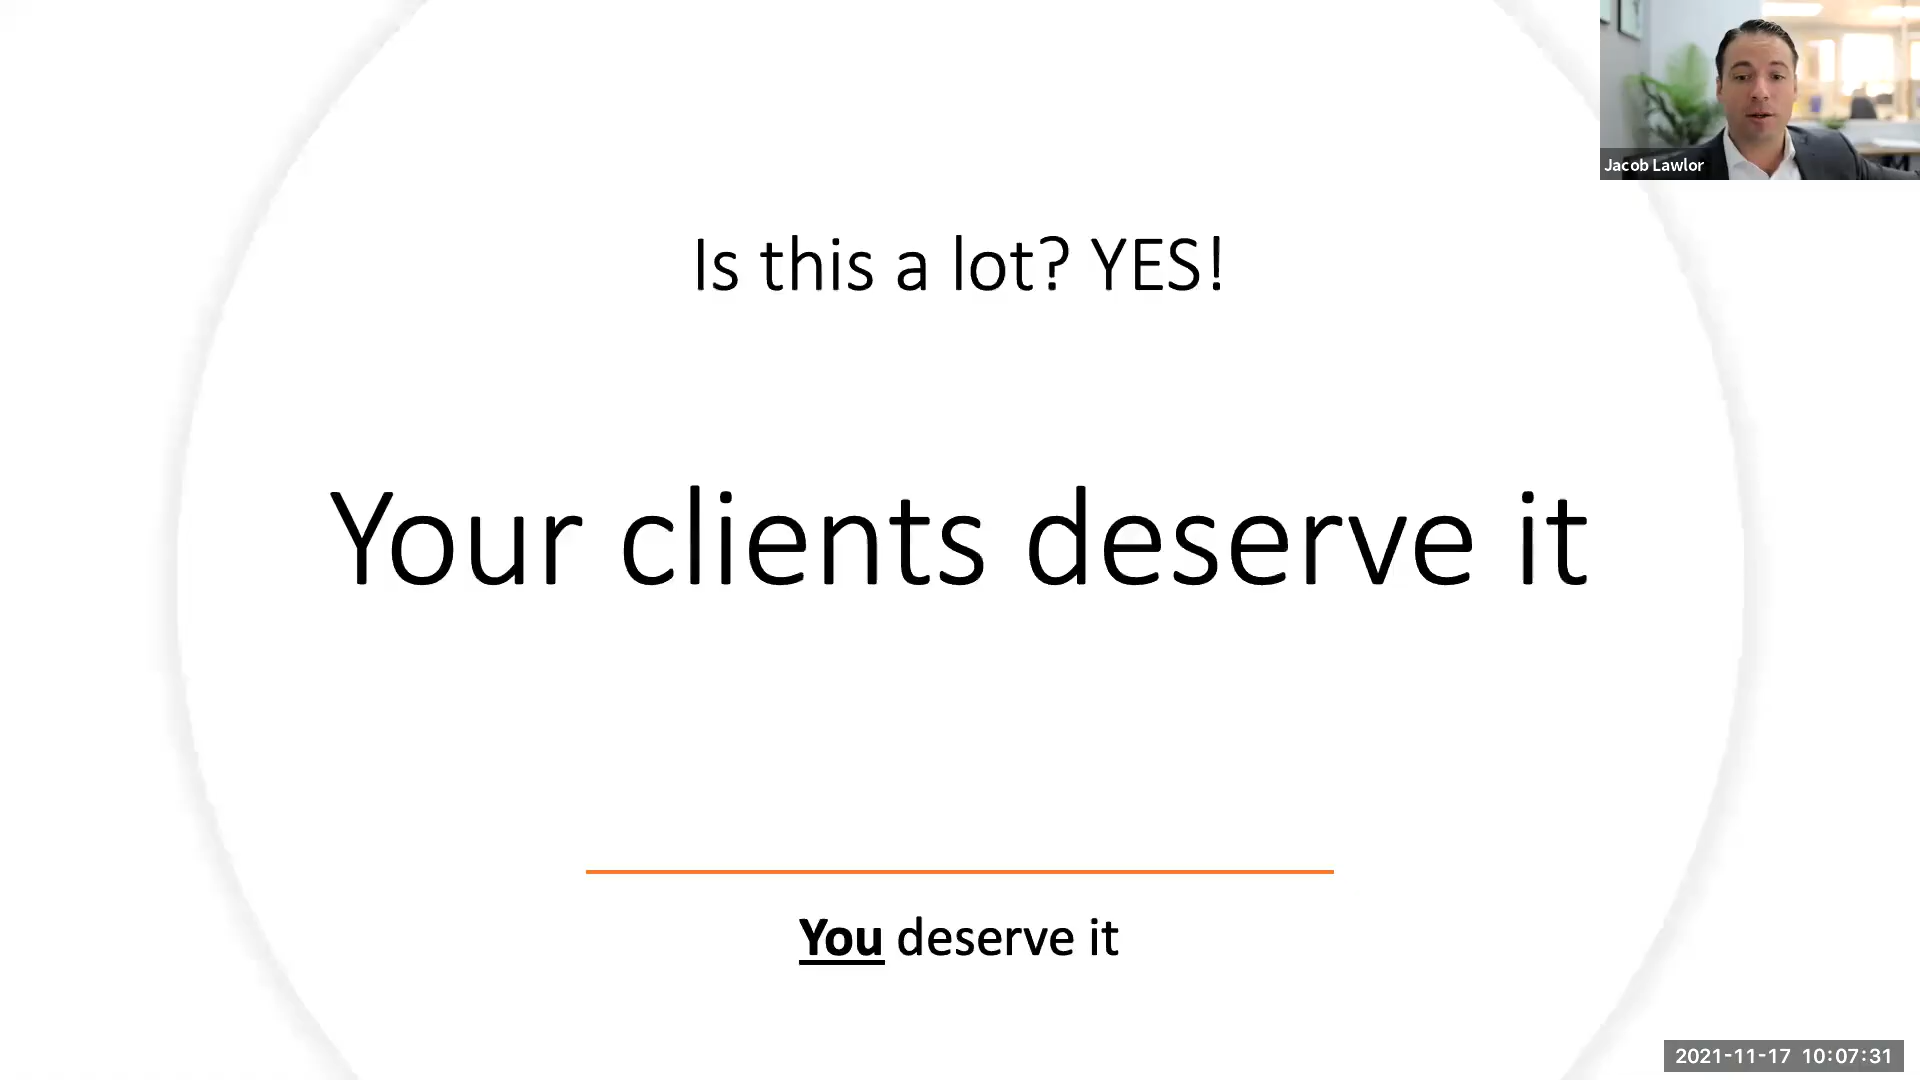 Jacob Lawlor
Is this a lot? YES!
Your clients deserve it
You deserve it
2021-11-17 10:07:31